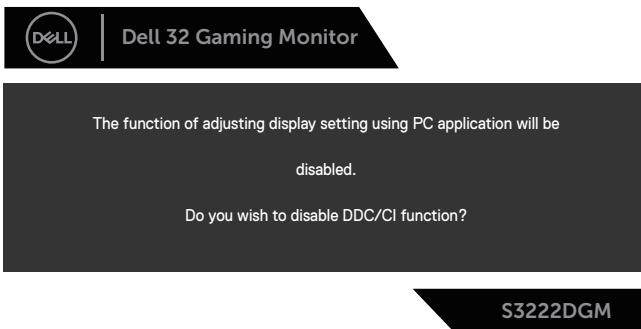 DELL
Dell 32 Gaming Monitor
The function of adjusting display setting using PC application will be
disabled.
Do you wish to disable DDC/CI function?
S3222DGM